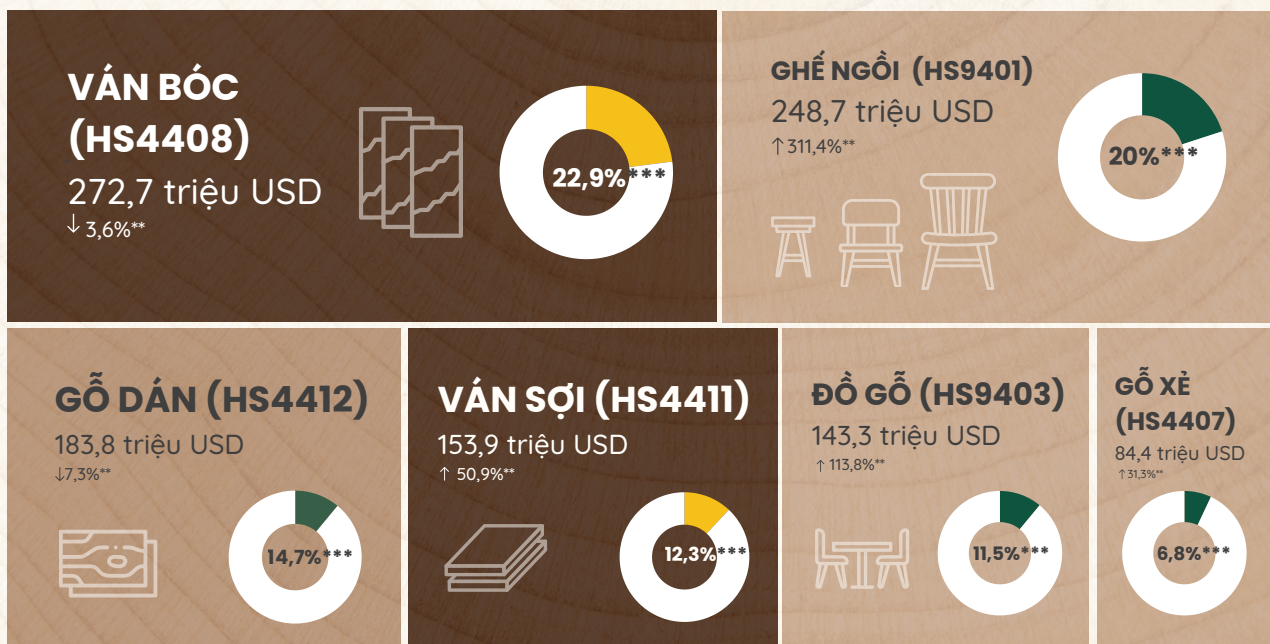 VÁN BÓC
(HS4408)
272,7 triệu USD
↓ 3,6%**
22,9%***
GHẾ NGỒI (HS9401)
248,7 triệu USD
↑ 311,4%**
20%***
GỖ DÁN (HS4412)
183,8 triệu USD
↓7,3%**
14,7%***
VÁN SỢI (HS4411)
153,9 triệu USD
↑ 50,9%**
12,3%***
ĐỒ GỖ (HS9403)
143,3 triệu USD
↑ 113,8%**
11,5%***
GỖ XẺ
(HS4407)
84,4 triệu USD
↑31,3%**
6,8%***